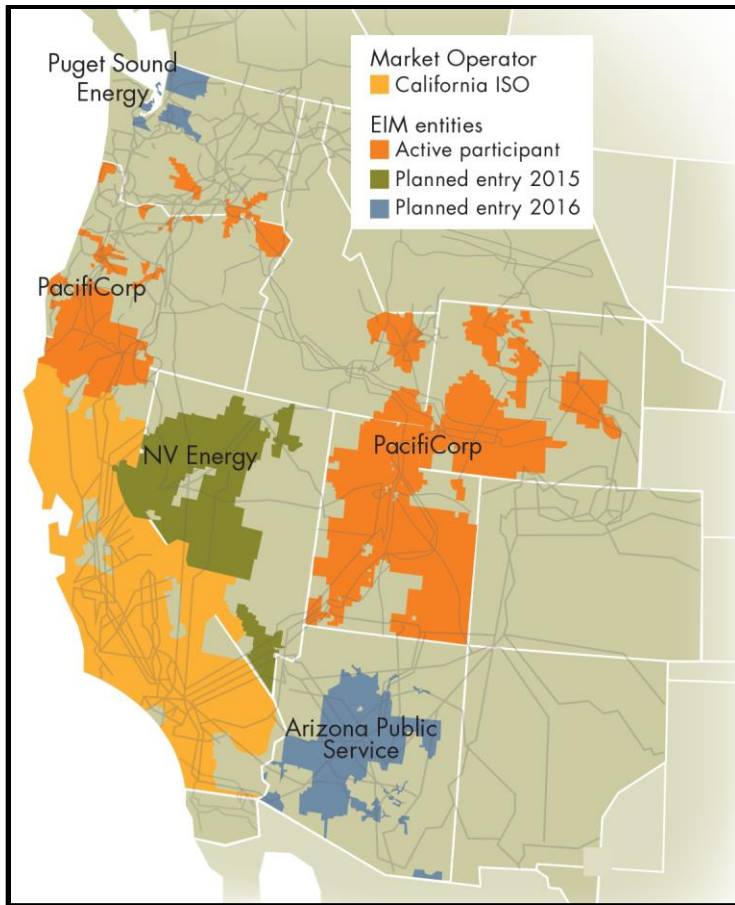 Puget Sound
Energy
Market Operator
California ISO
EIM entities
Active participant
Planned entry 2015
Planned entry 2016
PacifiCorp
NV Energy
PacifiCorp
Arizona Public
Service